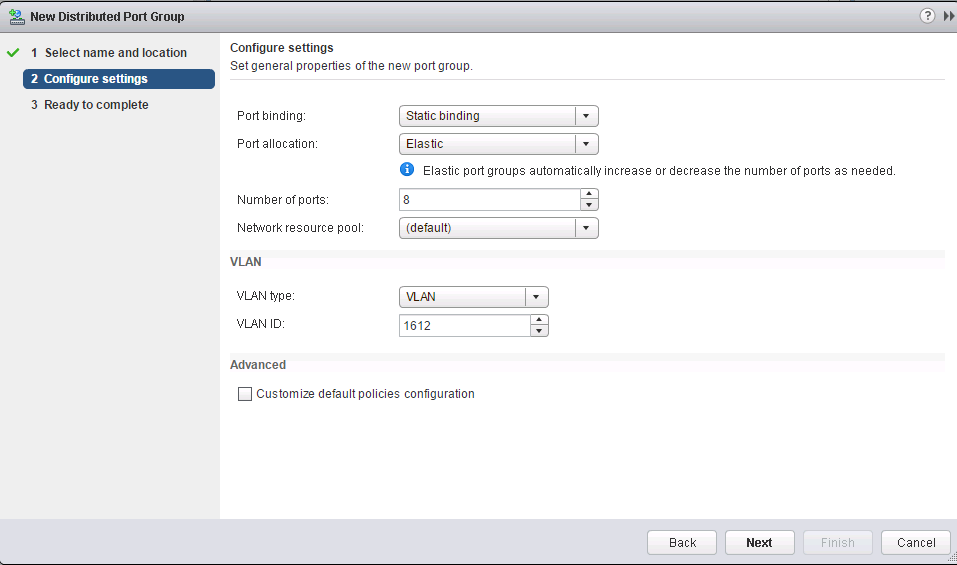 New Distributed Port Group
?
1 Select name and location
2 Configure settings
3 Ready to complete
Configure settings
Set general properties of the new port group.
Port binding: Static binding
Port allocation: Elastic
Elastic port groups automatically increase or decrease the number of ports as needed.
Number of ports: 8
Network resource pool: (default)
VLAN
VLAN type: VLAN
VLAN ID: 1612
Advanced
Customize default policies configuration
Back Next Finish Cancel